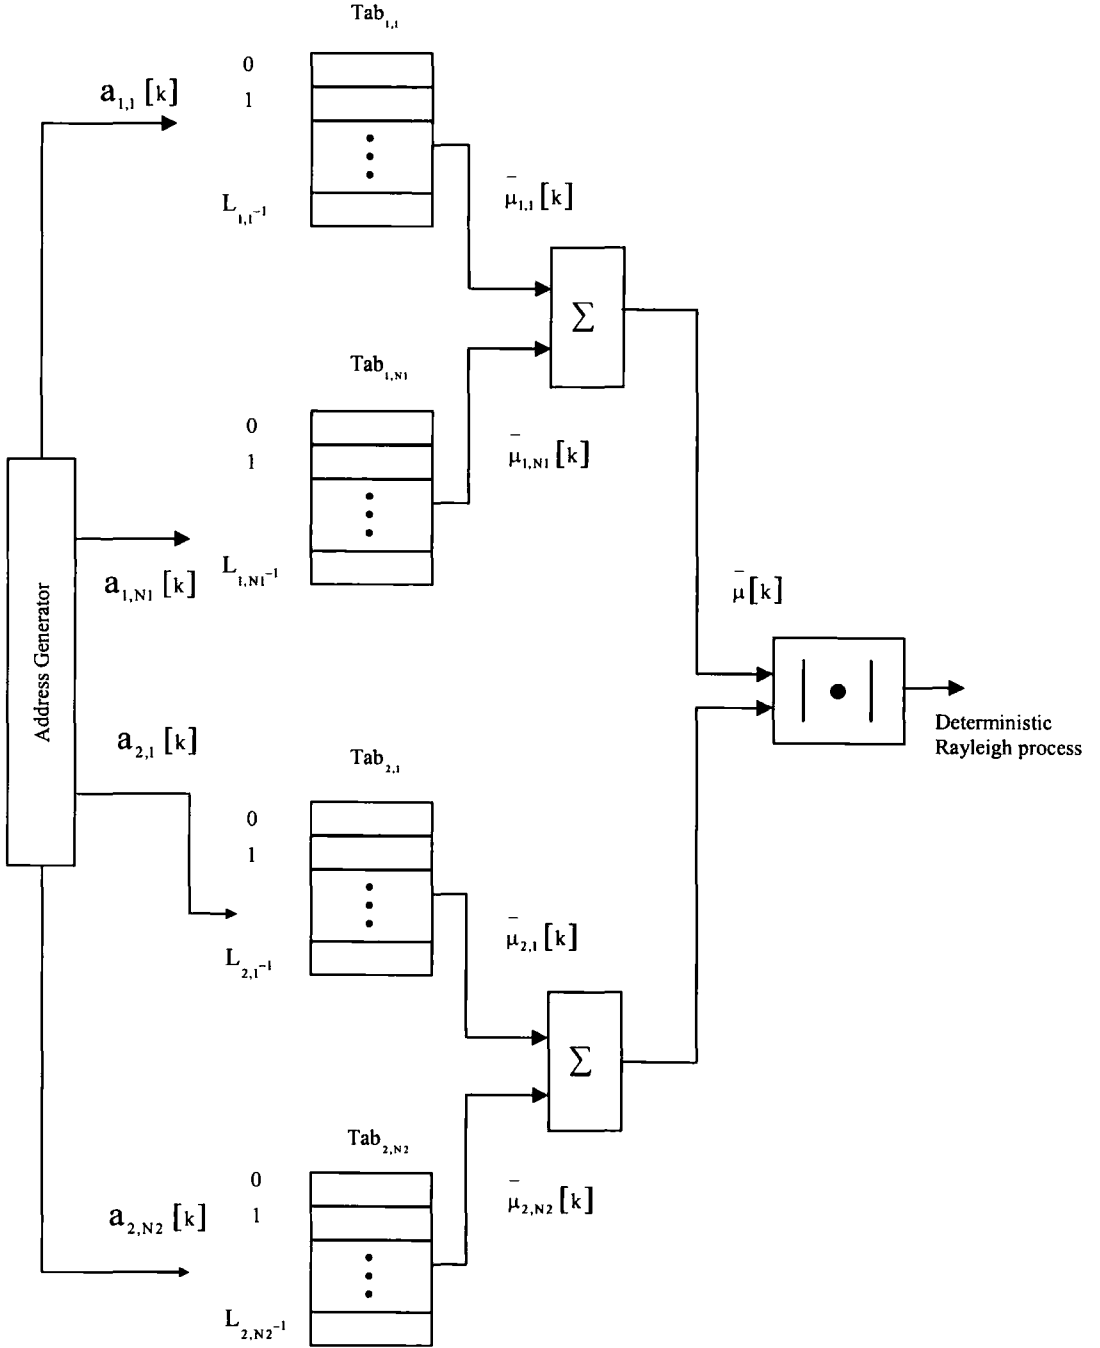 Tab1,1
0
a1,1 [k]
1
L1,1-1
μ̄1,1[k]
Σ
Tab1,N1
0
μ̄1,N1[k]
1
L1,N1-1
a1,N1 [k]
μ̄[k]
Address Generator
| • |
Deterministic
Rayleigh process
a2,1 [k]
Tab2,1
0
1
μ̄2,1[k]
L2,1-1
Σ
Tab2,N2
0
μ̄2,N2[k]
a2,N2 [k]
1
L2,N2-1